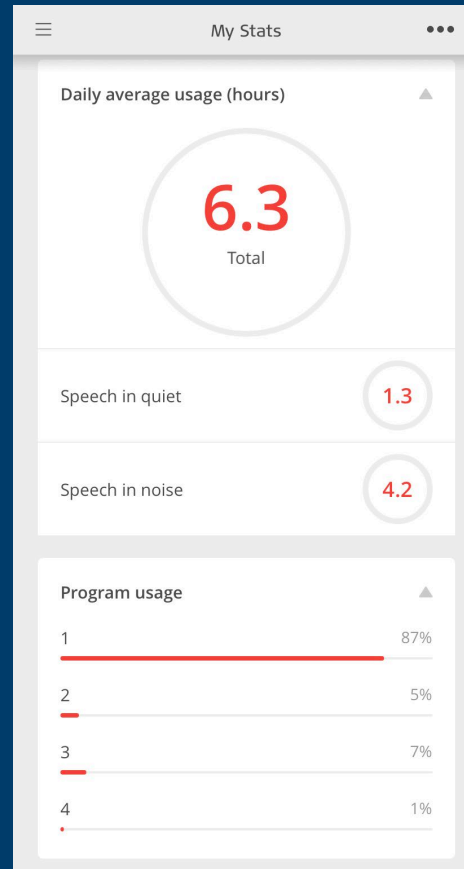 My Stats
Daily average usage (hours)
6.3
Total
Speech in quiet 1.3
Speech in noise 4.2
Program usage
1 87%
2 5%
3 7%
4 1%